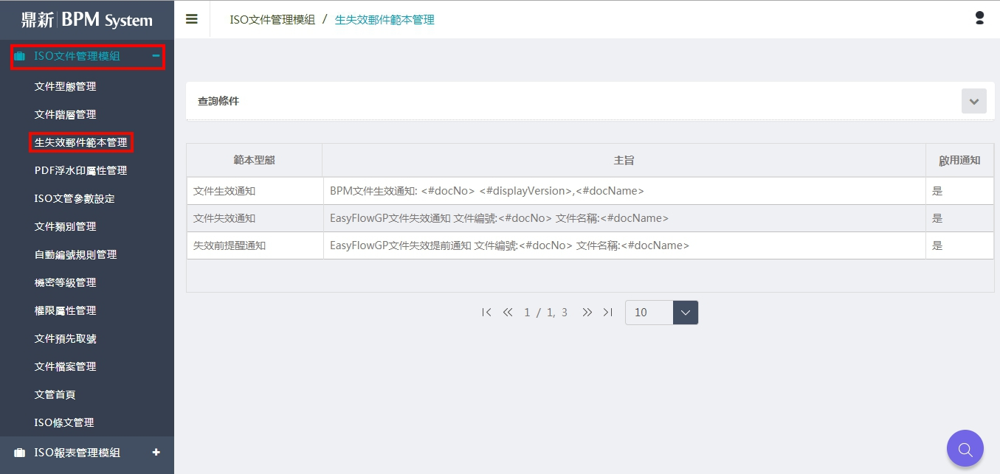 鼎新 BPM System
ISO文件管理模組 / 生失效郵件範本管理
ISO文件管理模組
文件型態管理
文件階層管理
生失效郵件範本管理
PDF浮水印屬性管理
ISO文管參數設定
文件類別管理
自動編號規則管理
機密等級管理
權限屬性管理
文件預先取號
文件檔案管理
文管首頁
ISO條文管理
ISO報表管理模組
查詢條件
範本型態 主旨 啟用通知
文件生效通知 BPM文件生效通知: <#docNo> <#displayVersion>,<#docName> 是
文件失效通知 EasyFlowGP文件失效通知 文件編號:<#docNo> 文件名稱:<#docName> 是
失效前提醒通知 EasyFlowGP文件失效提前通知 文件編號:<#docNo> 文件名稱:<#docName> 是
1 / 1, 3 10